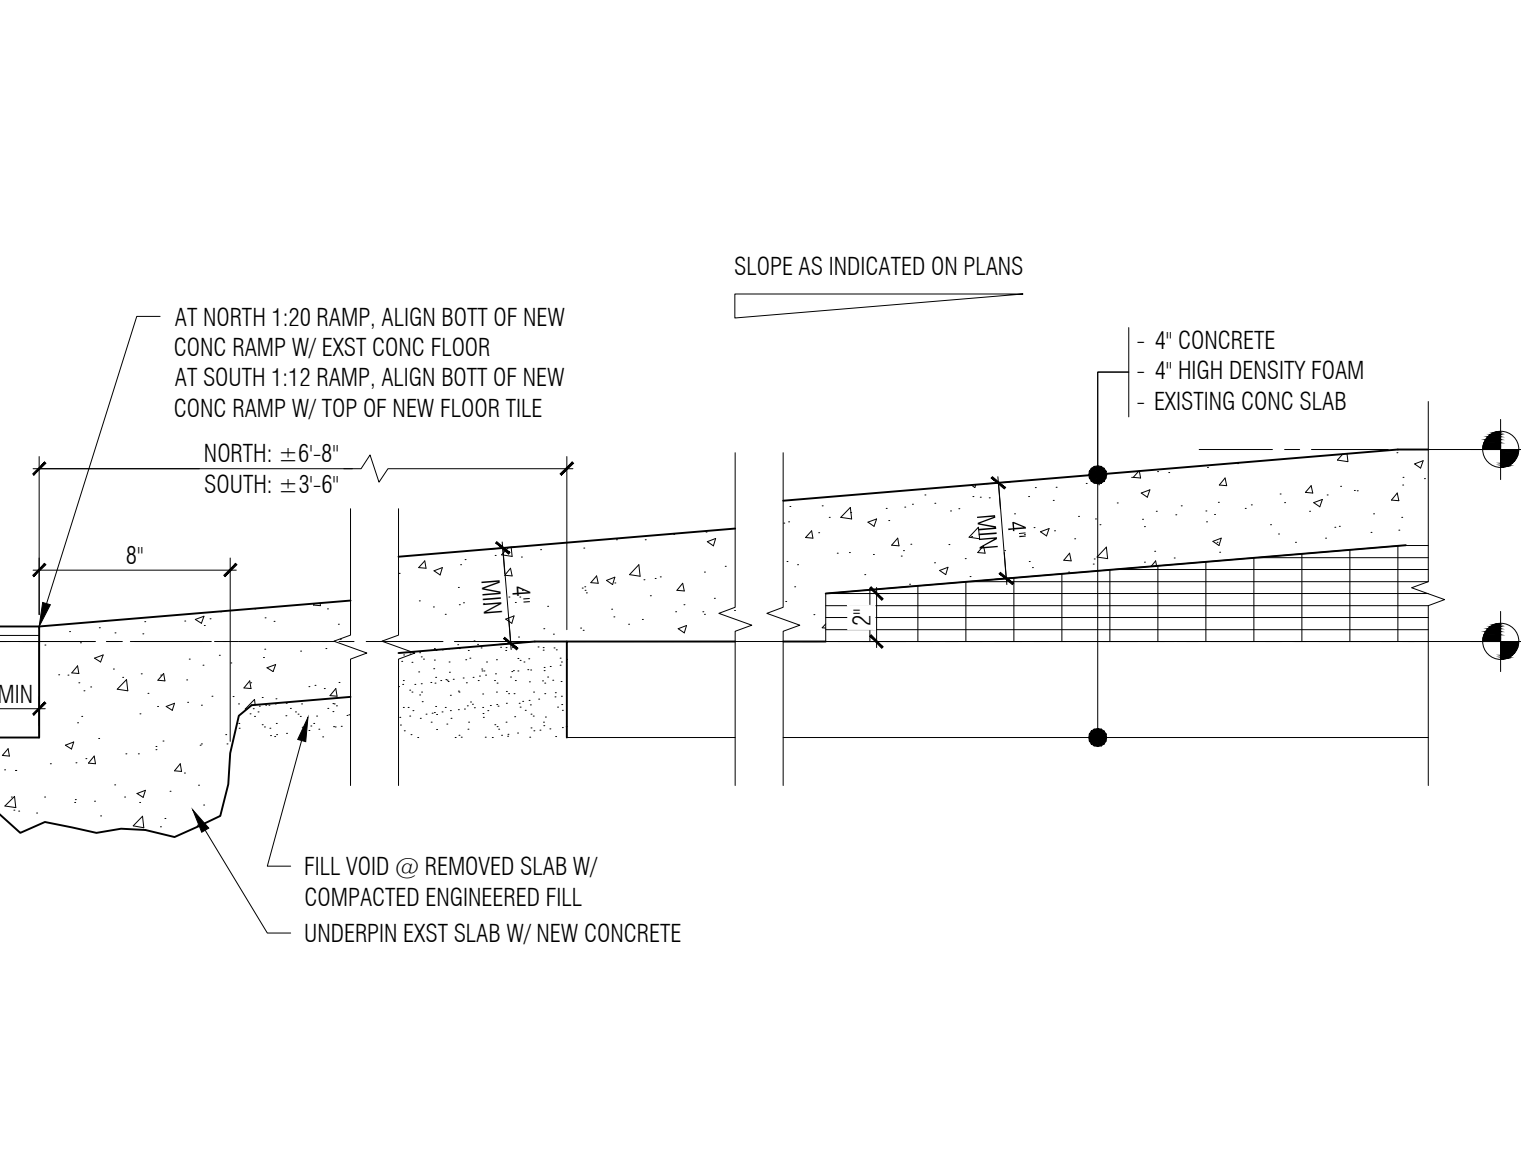 SLOPE AS INDICATED ON PLANS
AT NORTH 1:20 RAMP, ALIGN BOTT OF NEW
CONC RAMP W/ EXST CONC FLOOR
AT SOUTH 1:12 RAMP, ALIGN BOTT OF NEW
CONC RAMP W/ TOP OF NEW FLOOR TILE
- 4" CONCRETE
- 4" HIGH DENSITY FOAM
- EXISTING CONC SLAB
NORTH: ±6'-8"
SOUTH: ±3'-6"
8"
4"
MIN
4"
MIN
2"
MIN
FILL VOID @ REMOVED SLAB W/
COMPACTED ENGINEERED FILL
UNDERPIN EXST SLAB W/ NEW CONCRETE